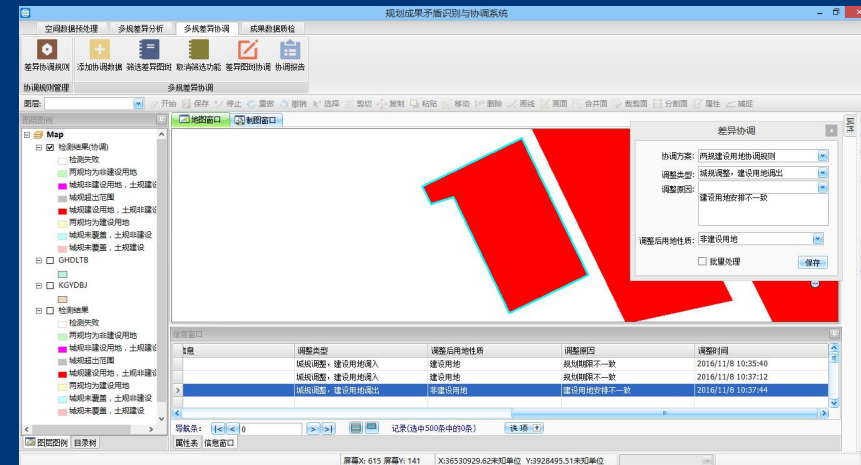 规划成果矛盾识别与协调系统
空间数据预处理 多规差异分析 多规差异协调 成果数据质检
差异协调规则 添加协调数据 筛选差异图斑 取消筛选功能 差异图斑协调 协调报告
协调规则管理 多规差异协调
图层: 开始 保存 停止 重做 撤销 选择 剪切 复制 粘贴 移动 删除 画线 画面 合并面 裁剪面 分割面 属性 捕捉
图层图例 地图窗口 制图窗口 属性
Map
检测结果(协调)
检测失败
两规均为非建设用地
城规非建设用地，土规建设
城规超出范围
城规建设用地，土规非建设
两规均为建设用地
城规未覆盖，土规非建设
城规未覆盖，土规建设
GHDLTB
KGYDBJ
检测结果
检测失败
两规均为非建设用地
城规非建设用地，土规建设
城规超出范围
城规建设用地，土规非建设
两规均为建设用地
城规未覆盖，土规非建设
城规未覆盖，土规建设
图层图例 目录树
差异协调
协调方案: 两规建设用地协调规则
调整类型: 城规调整，建设用地调出
调整原因: 建设用地安排不一致
调整后用地性质: 非建设用地
批量处理 保存
信息窗口
信息 调整类型 调整后用地性质 调整原因 调整时间
城规调整，建设用地调入 建设用地 规划期限不一致 2016/11/8 10:35:40
城规调整，建设用地调入 建设用地 规划期限不一致 2016/11/8 10:37:12
城规调整，建设用地调出 非建设用地 建设用地安排不一致 2016/11/8 10:37:44
导航条: |< < 0 > >| 记录(选中500条中的0条) 选项
属性表 信息窗口
屏幕X: 615 屏幕Y: 141 X:36530929.62未知单位 Y:3928495.51未知单位